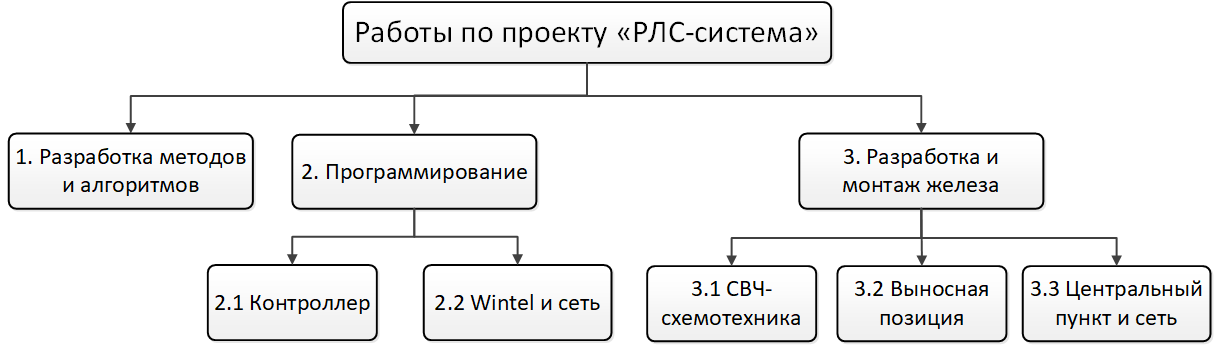 Работы по проекту «РЛС-система»
1. Разработка методов
и алгоритмов
2. Программирование
3. Разработка и
монтаж железа
2.1 Контроллер
2.2 Wintel и сеть
3.1 СВЧ-
схемотехника
3.2 Выносная
позиция
3.3 Центральный
пункт и сеть